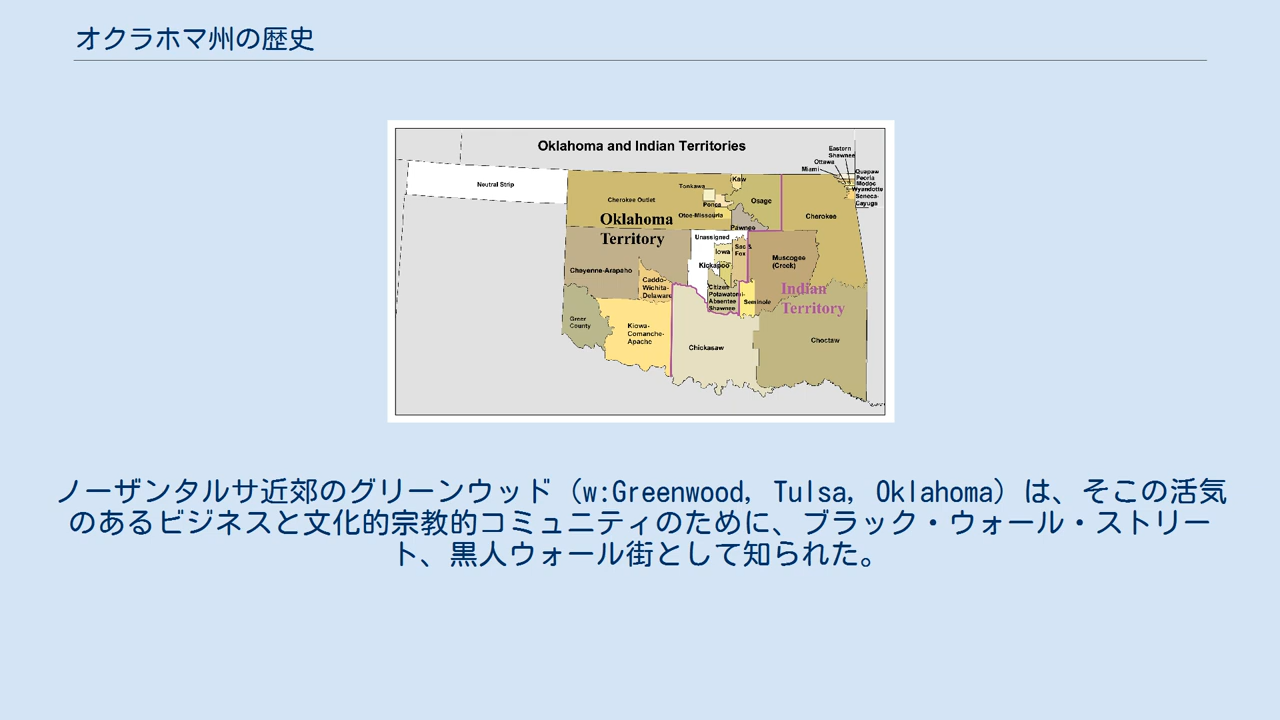 オクラホマ州の歴史
Oklahoma and Indian Territories
Eastern
Shawnee
Ottawa
Miami
Quapaw
Peoria
Modoc
Wyandotte
Seneca-
Cayuga
Neutral Strip
Kaw
Tonkawa
Ponca
Cherokee Outlet
Osage
Otoe-Missouria
Cherokee
Oklahoma
Territory
Pawnee
Unassigned
Iowa
Sac &
Fox
Kickapoo
Muscogee
(Creek)
Cheyenne-Arapaho
Caddo-
Wichita-
Delaware
Citizen
Potawatomi-
Absentee
Shawnee
Seminole
Indian
Territory
Greer
County
Kiowa-
Comanche-
Apache
Chickasaw
Choctaw
ノーザンタルサ近郊のグリーンウッド（w:Greenwood, Tulsa, Oklahoma）は、そこの活気
のあるビジネスと文化的宗教的コミュニティのために、ブラック・ウォール・ストリー
ト、黒人ウォール街として知られた。